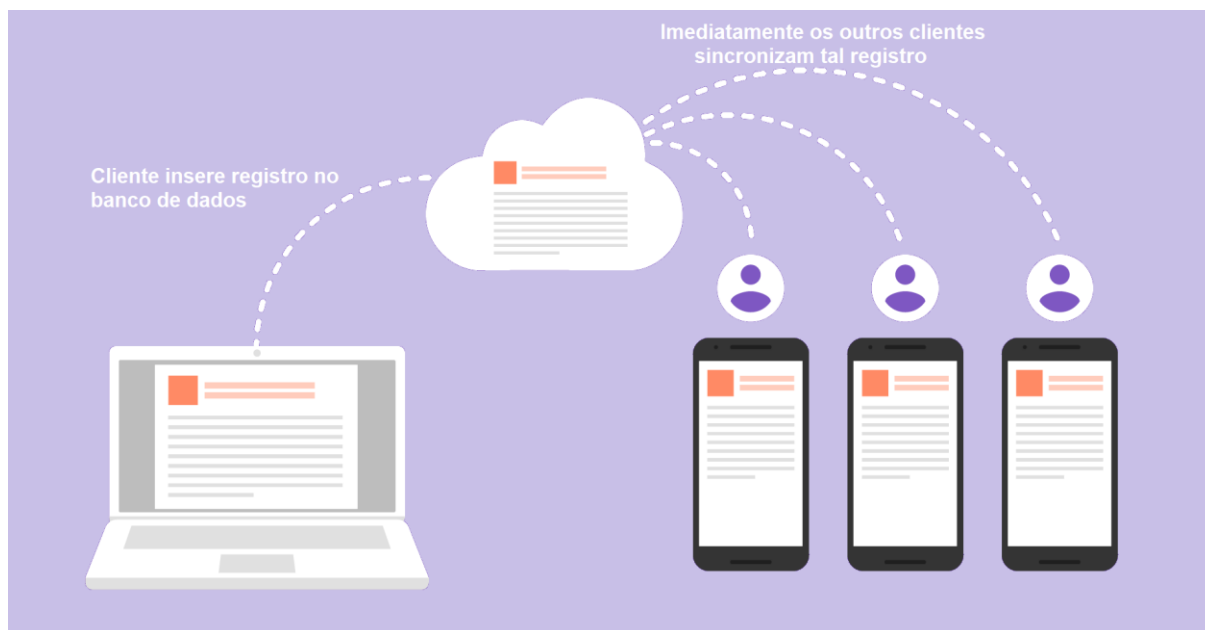 Imediatamente os outros clientes
sincronizam tal registro
Cliente insere registro no
banco de dados